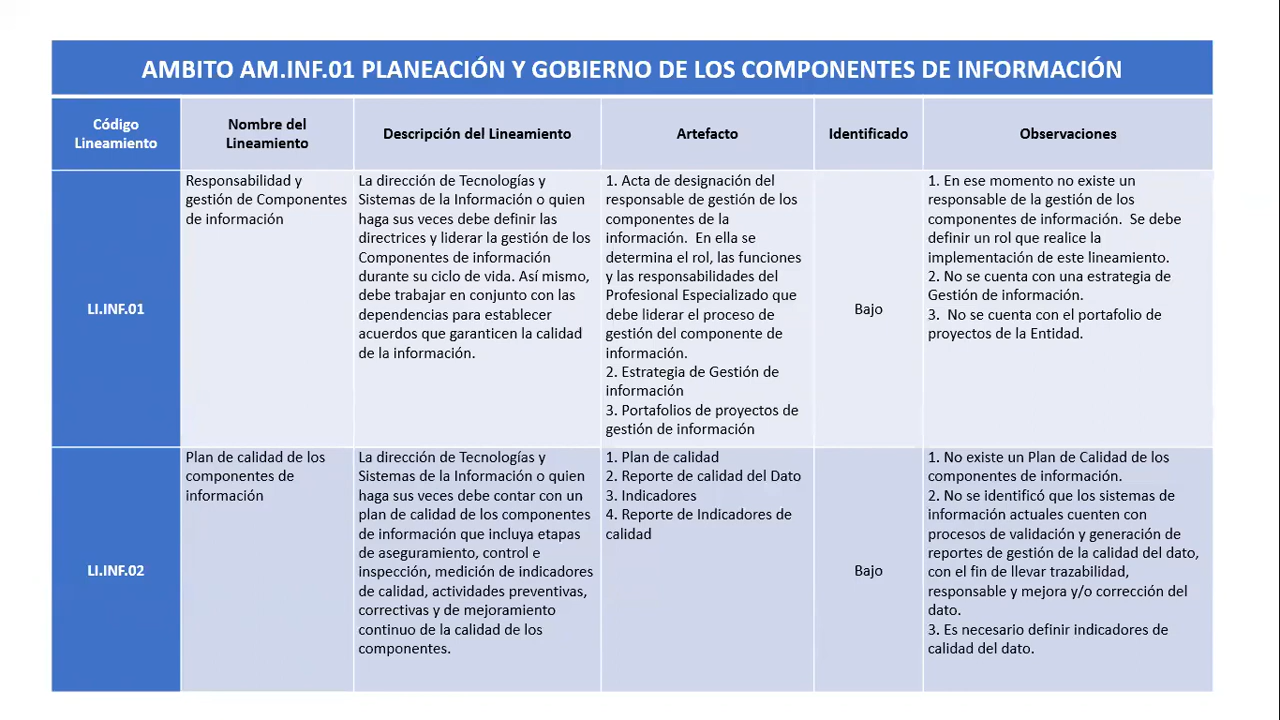 AMBITO AM.INF.01 PLANEACIÓN Y GOBIERNO DE LOS COMPONENTES DE INFORMACIÓN
Código
Lineamiento
Nombre del
Lineamiento
Descripción del Lineamiento
Artefacto
Identificado
Observaciones
LI.INF.01
Responsabilidad y
gestión de Componentes
de información
La dirección de Tecnologías y
Sistemas de la Información o quien
haga sus veces debe definir las
directrices y liderar la gestión de los
Componentes de información
durante su ciclo de vida. Así mismo,
debe trabajar en conjunto con las
dependencias para establecer
acuerdos que garanticen la calidad
de la información.
1. Acta de designación del
responsable de gestión de los
componentes de la
información. En ella se
determina el rol, las funciones
y las responsabilidades del
Profesional Especializado que
debe liderar el proceso de
gestión del componente de
información.
2. Estrategia de Gestión de
información
3. Portafolios de proyectos de
gestión de información
Bajo
1. En ese momento no existe un
responsable de la gestión de los
componentes de información. Se debe
definir un rol que realice la
implementación de este lineamiento.
2. No se cuenta con una estrategia de
Gestión de información.
3. No se cuenta con el portafolio de
proyectos de la Entidad.
LI.INF.02
Plan de calidad de los
componentes de
información
La dirección de Tecnologías y
Sistemas de la Información o quien
haga sus veces debe contar con un
plan de calidad de los componentes
de información que incluya etapas
de aseguramiento, control e
inspección, medición de indicadores
de calidad, actividades preventivas,
correctivas y de mejoramiento
continuo de la calidad de los
componentes.
1. Plan de calidad
2. Reporte de calidad del Dato
3. Indicadores
4. Reporte de Indicadores de
calidad
Bajo
1. No existe un Plan de Calidad de los
componentes de información.
2. No se identificó que los sistemas de
información actuales cuenten con
procesos de validación y generación de
reportes de gestión de la calidad del dato,
con el fin de llevar trazabilidad,
responsable y mejora y/o corrección del
dato.
3. Es necesario definir indicadores de
calidad del dato.